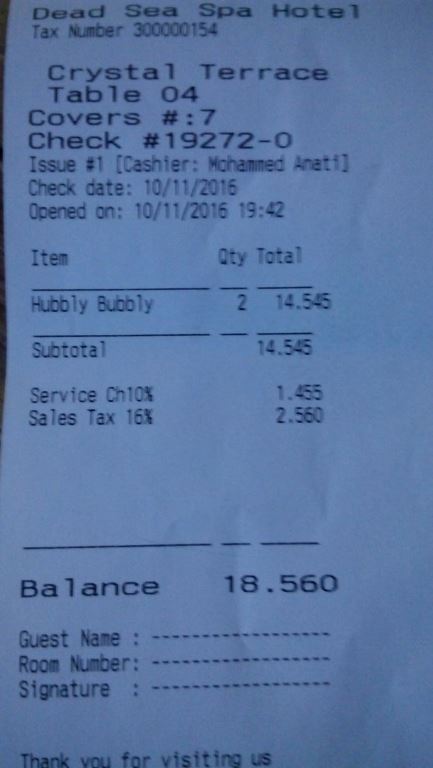 Dead Sea Spa Hotel
Tax Number 300000154
Crystal Terrace
Table 04
Covers #:7
Check #19272-0
Issue #1 [Cashier: Mohammed Anati]
Check date: 10/11/2016
Opened on: 10/11/2016 19:42
Item Qty Total
Hubbly Bubbly 2 14.545
Subtotal 14.545
Service Ch10% 1.455
Sales Tax 16% 2.560
Balance 18.560
Guest Name : ------------------
Room Number: ------------------
Signature : ------------------
Thank you for visiting us